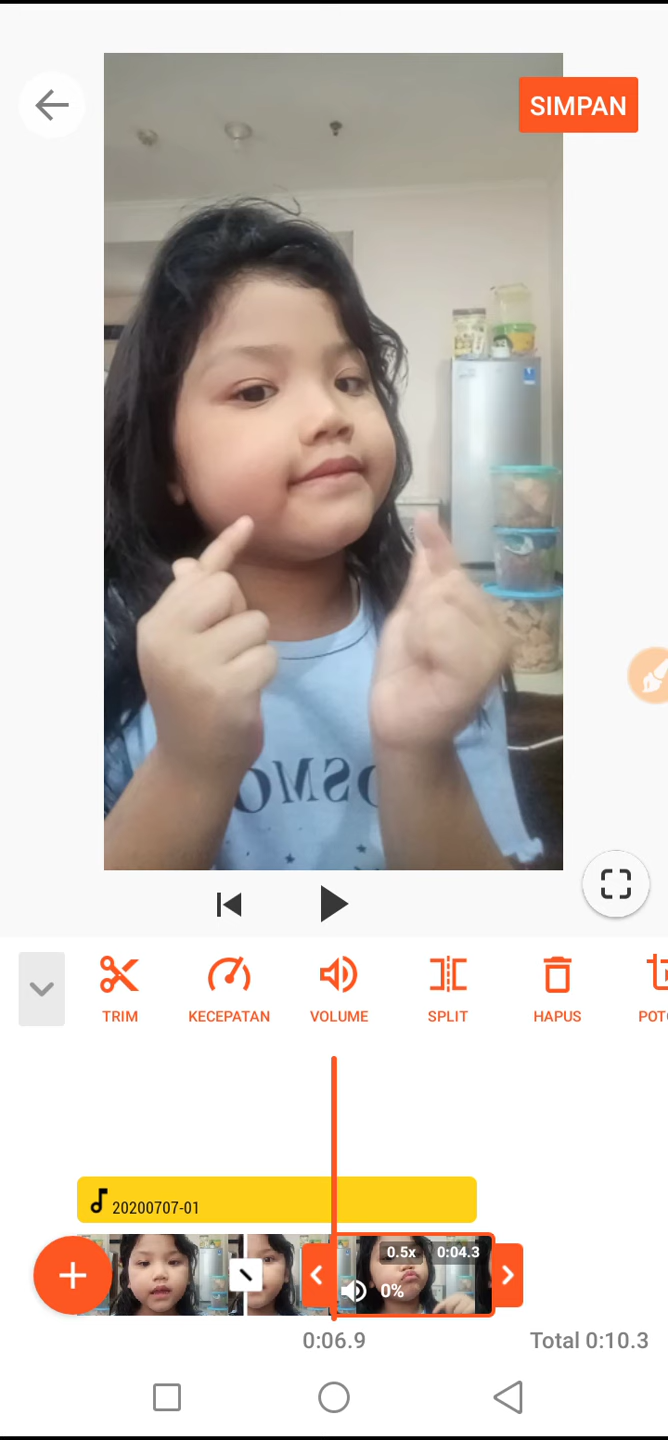 SIMPAN
TRIM
KECEPATAN
VOLUME
SPLIT
HAPUS
POT
20200707-01
0.5x
0:04.3
0%
0:06.9
Total 0:10.3